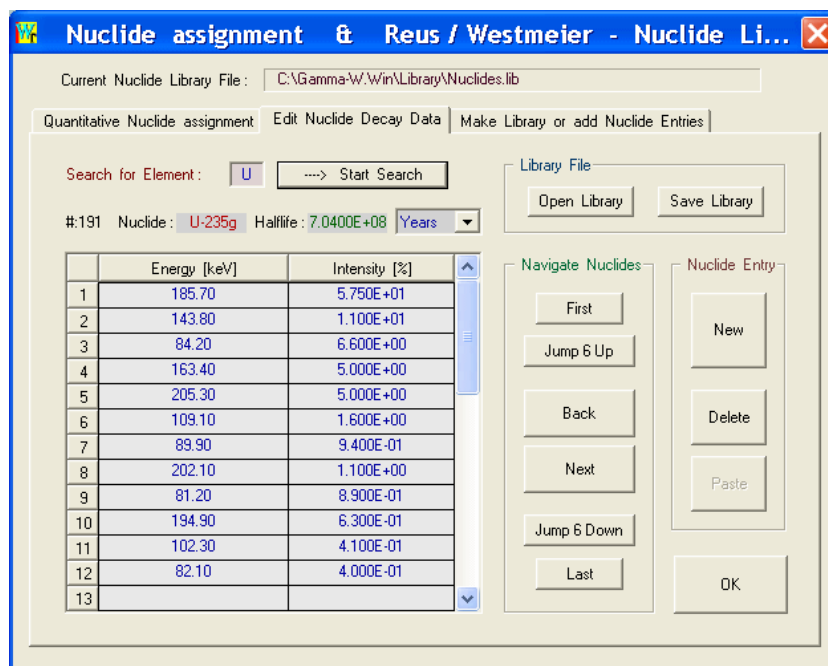 Nuclide assignment & Reus / Westmeier - Nuclide Li...
Current Nuclide Library File : C:\Gamma-W.Win\Library\Nuclides.lib
Quantitative Nuclide assignment Edit Nuclide Decay Data Make Library or add Nuclide Entries
Search for Element : U ---> Start Search
#:191 Nuclide : U-235g Halflife : 7.0400E+08 Years
Energy [keV] Intensity [%]
1 185.70 5.750E+01
2 143.80 1.100E+01
3 84.20 6.600E+00
4 163.40 5.000E+00
5 205.30 5.000E+00
6 109.10 1.600E+00
7 89.90 9.400E-01
8 202.10 1.100E+00
9 81.20 8.900E-01
10 194.90 6.300E-01
11 102.30 4.100E-01
12 82.10 4.000E-01
13
Library File
Open Library Save Library
Navigate Nuclides
First
Jump 6 Up
Back
Next
Jump 6 Down
Last
Nuclide Entry
New
Delete
Paste
OK